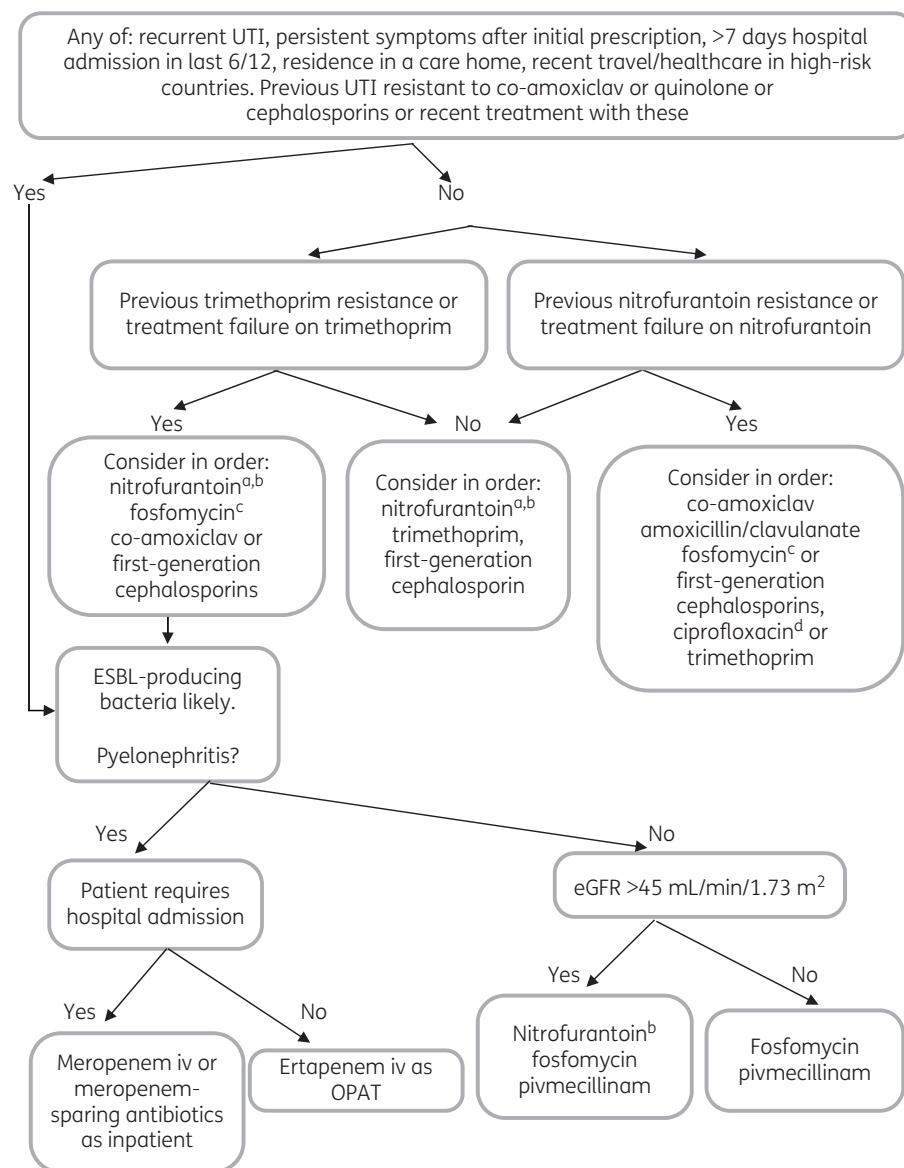 Any of: recurrent UTI, persistent symptoms after initial prescription, >7 days hospital
admission in last 6/12, residence in a care home, recent travel/healthcare in high-risk
countries. Previous UTI resistant to co-amoxiclav or quinolone or
cephalosporins or recent treatment with these
Yes
No
Previous trimethoprim resistance or
treatment failure on trimethoprim
Previous nitrofurantoin resistance or
treatment failure on nitrofurantoin
Yes
No
Yes
Consider in order:
nitrofurantoin^a,b
fosfomycin^c
co-amoxiclav or
first-generation
cephalosporins
Consider in order:
nitrofurantoin^a,b
trimethoprim,
first-generation
cephalosporin
Consider in order:
co-amoxiclav
amoxicillin/clavulanate
fosfomycin^c or
first-generation
cephalosporins,
ciprofloxacin^d or
trimethoprim
ESBL-producing
bacteria likely.
Pyelonephritis?
Yes
No
Patient requires
hospital admission
eGFR >45 mL/min/1.73 m²
Yes
No
Yes
No
Meropenem iv or
meropenem-
sparing antibiotics
as inpatient
Ertapenem iv as
OPAT
Nitrofurantoin^b
fosfomycin
pivmecillinam
Fosfomycin
pivmecillinam